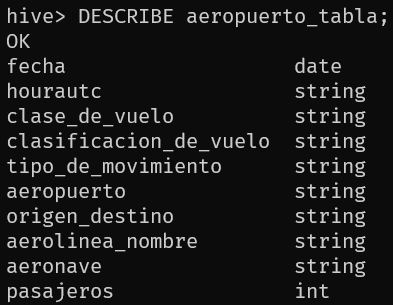 hive> DESCRIBE aeropuerto_tabla;
OK
fecha date
hourautc string
clase_de_vuelo string
clasificacion_de_vuelo string
tipo_de_movimiento string
aeropuerto string
origen_destino string
aerolinea_nombre string
aeronave string
pasajeros int